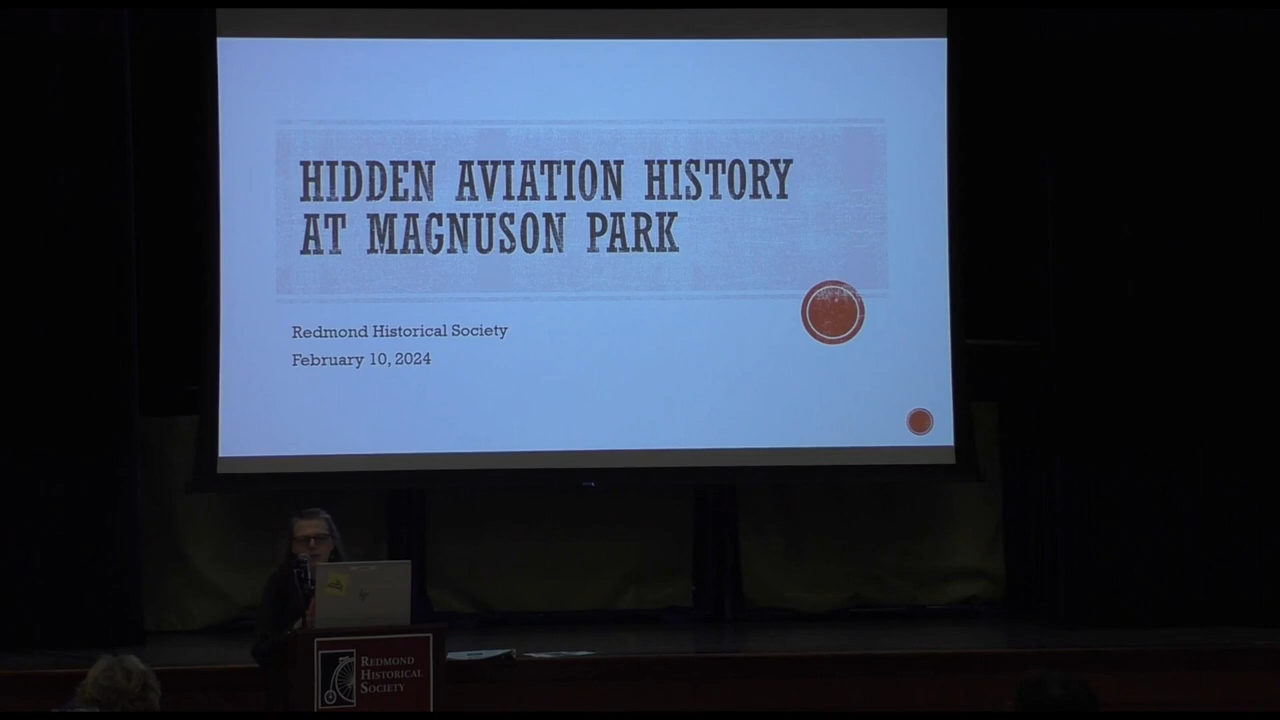 HIDDEN AVIATION HISTORY
AT MAGNUSON PARK
Redmond Historical Society
February 10, 2024
REDMOND
HISTORICAL
SOCIETY